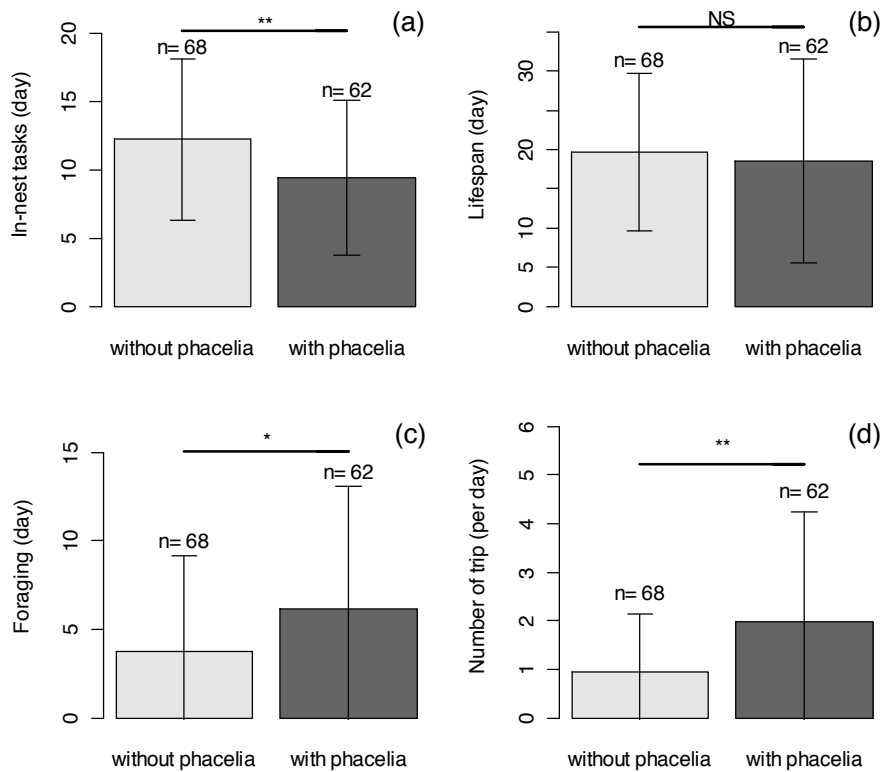 (a)
**
n= 68
n= 62
In-nest tasks (day)
20
15
10
5
0
without phacelia
with phacelia
(b)
NS
n= 68
n= 62
Lifespan (day)
30
20
10
5
0
without phacelia
with phacelia
(c)
*
n= 68
n= 62
Foraging (day)
15
10
5
0
without phacelia
with phacelia
(d)
**
n= 68
n= 62
Number of trip (per day)
6
5
4
3
2
1
0
without phacelia
with phacelia